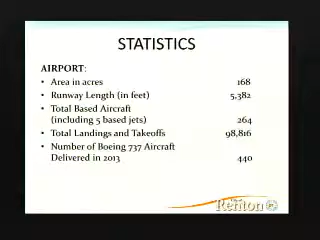 STATISTICS
AIRPORT:
• Area in acres 168
• Runway Length (in feet) 5,382
• Total Based Aircraft
(including 5 based jets) 264
• Total Landings and Takeoffs 98,816
• Number of Boeing 737 Aircraft
Delivered in 2013 440
Renton